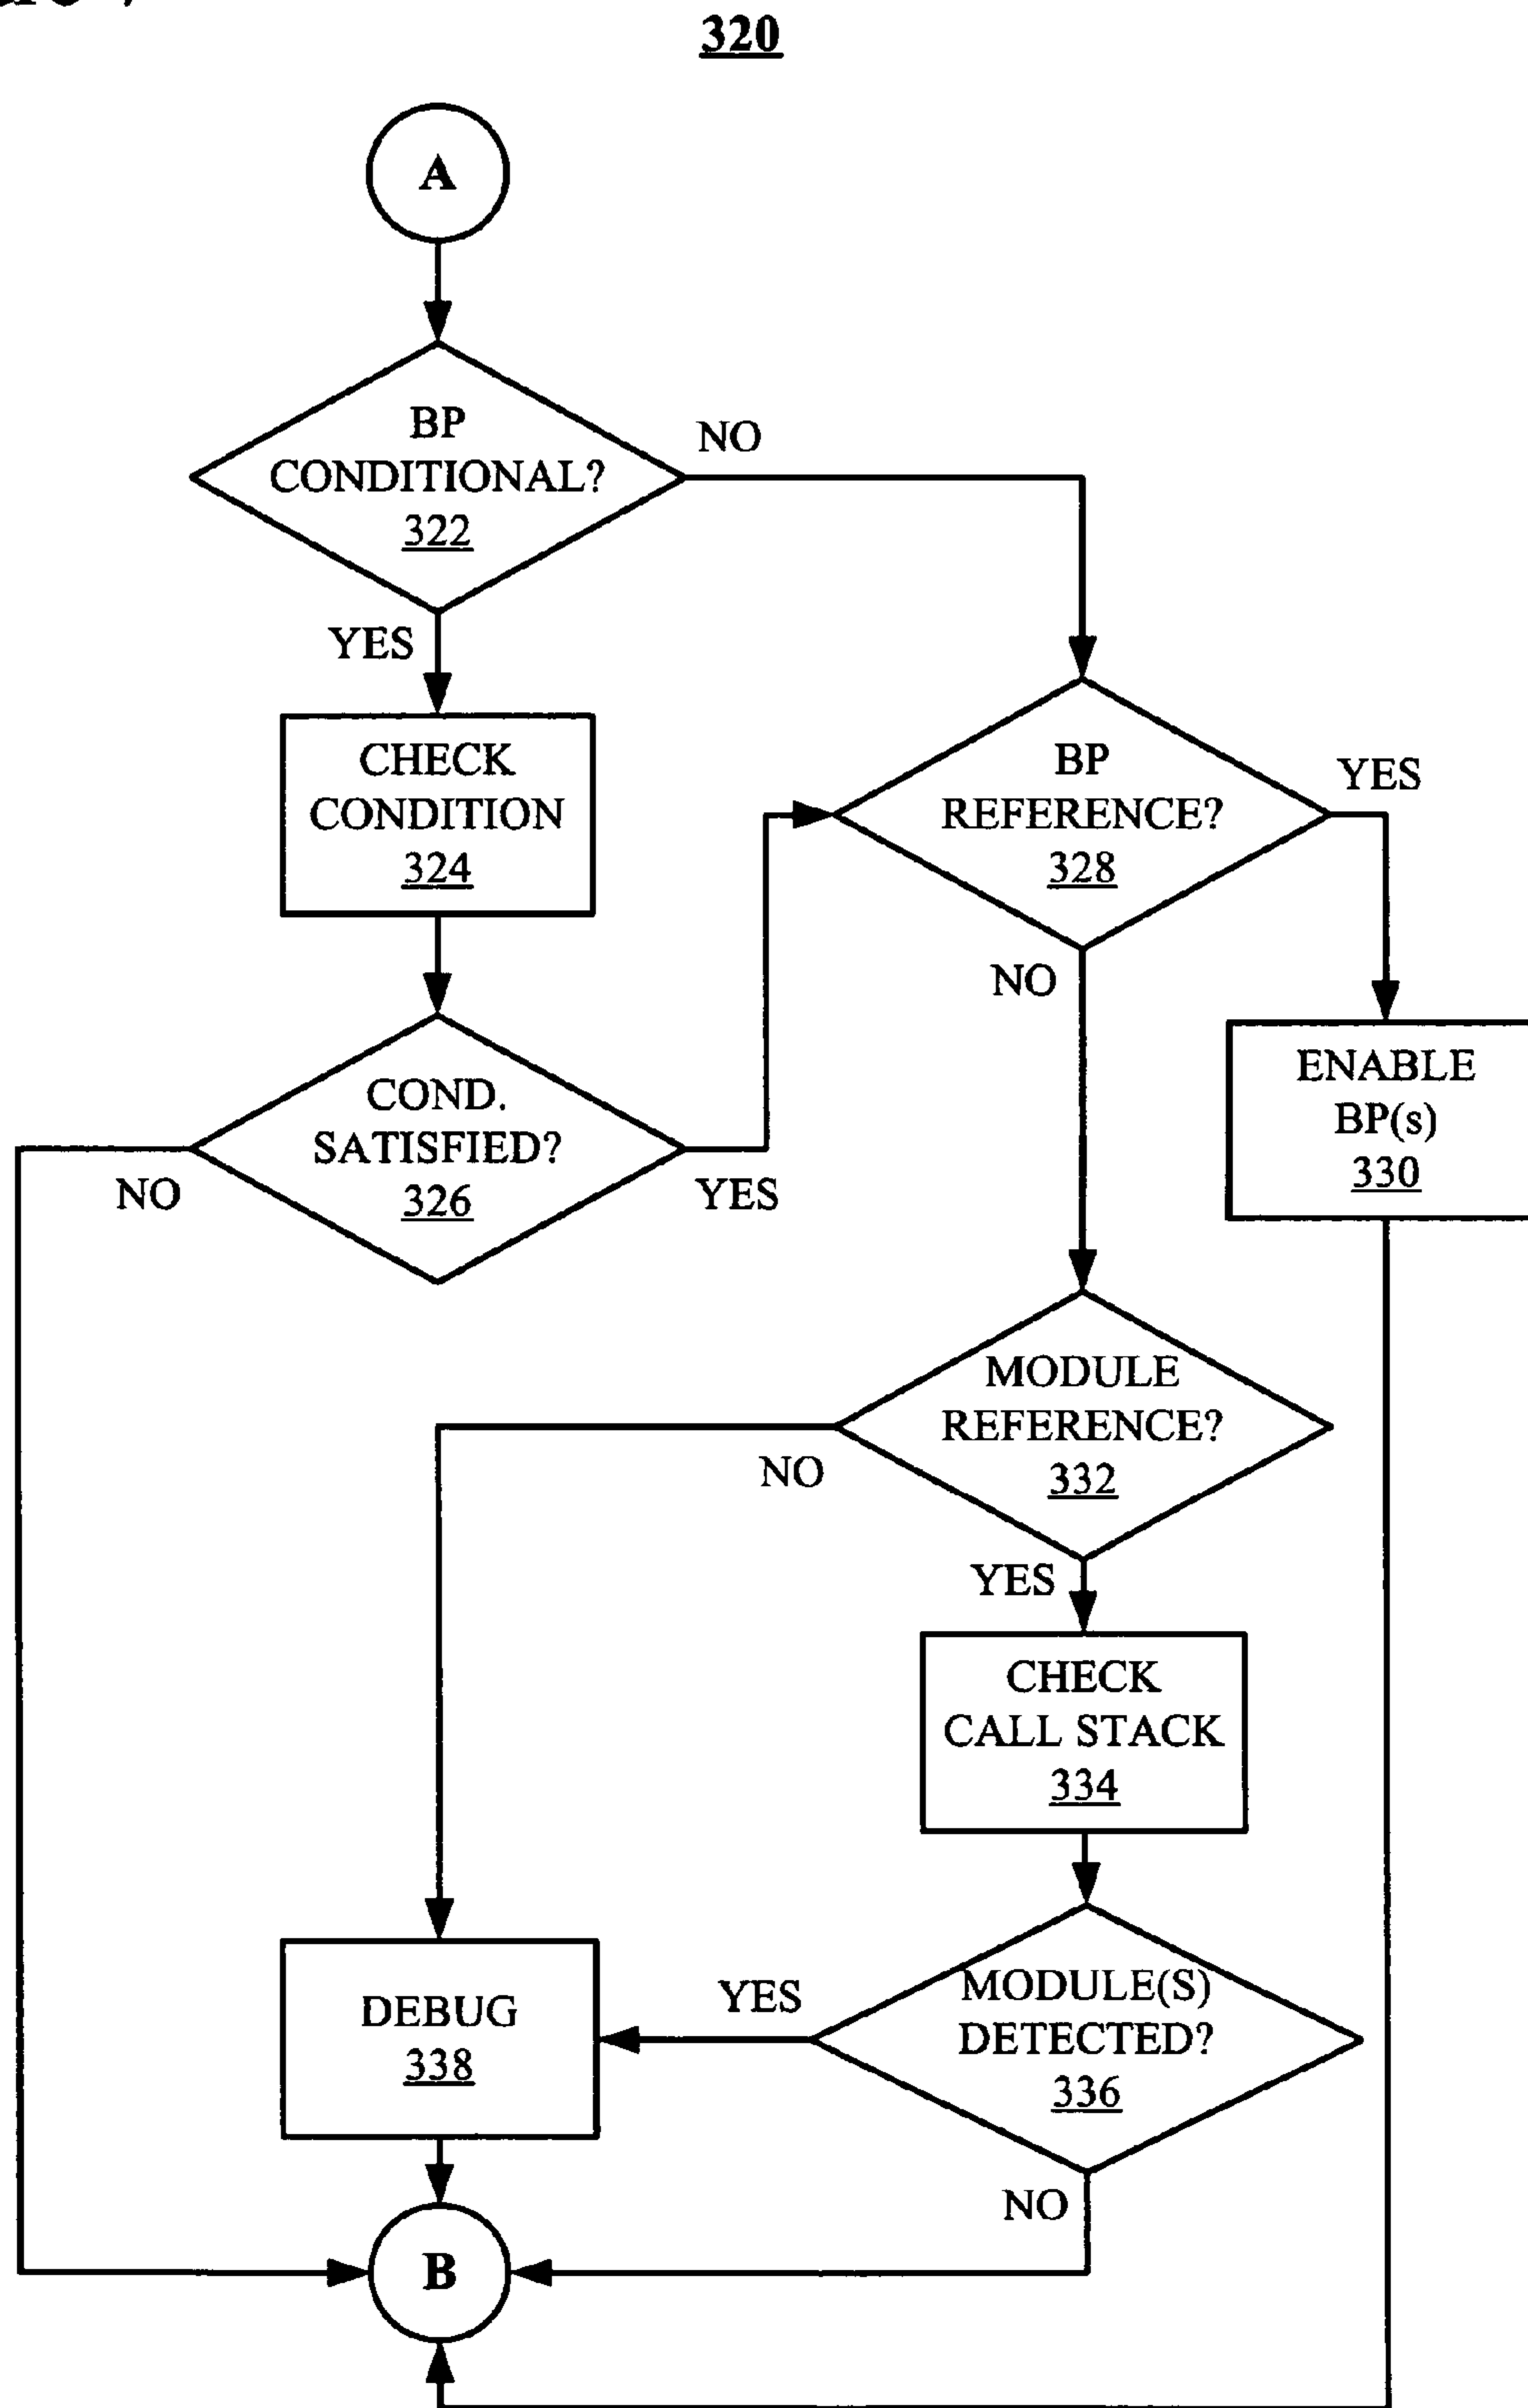 320
A
BP
CONDITIONAL?
322
NO
YES
CHECK
CONDITION
324
BP
REFERENCE?
328
YES
NO
COND.
SATISFIED?
326
NO
YES
ENABLE
BP(s)
330
MODULE
REFERENCE?
332
NO
YES
CHECK
CALL STACK
334
MODULE(S)
DETECTED?
336
YES
NO
DEBUG
338
B